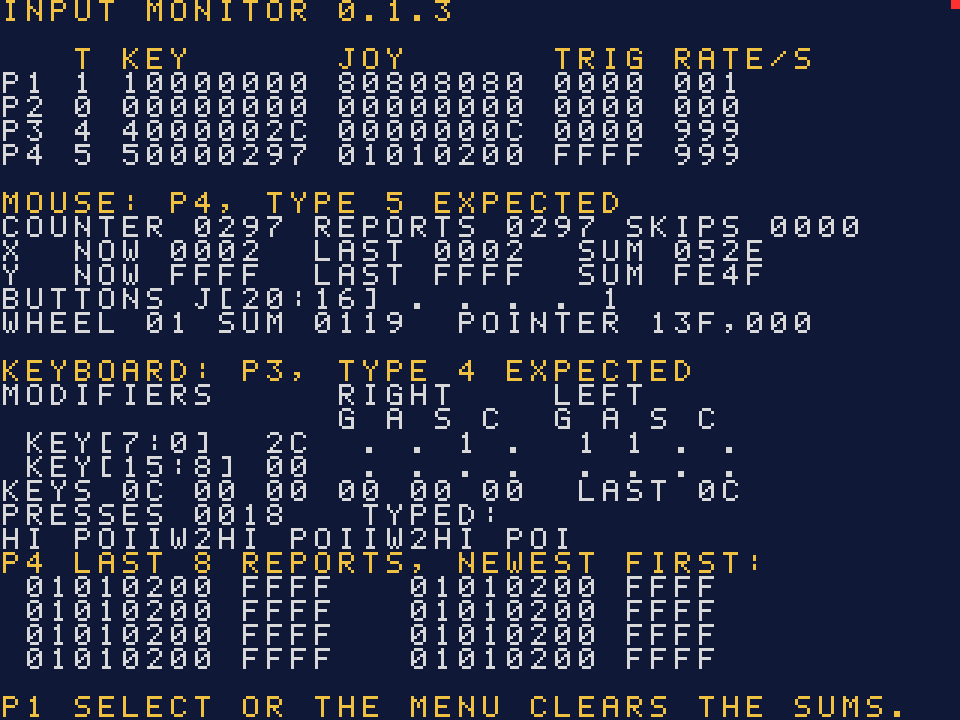 INPUT MONITOR 0.1.3
T KEY JOY TRIG RATE/S
P1 1 10000000 80808080 0000 001
P2 0 00000000 00000000 0000 000
P3 4 4000002C 0000000C 0000 999
P4 5 50000297 01010200 FFFF 999
MOUSE: P4, TYPE 5 EXPECTED
COUNTER 0297 REPORTS 0297 SKIPS 0000
X NOW 0002 LAST 0002 SUM 052E
Y NOW FFFF LAST FFFF SUM FE4F
BUTTONS J[20:16] . . . . 1
WHEEL 01 SUM 0119 POINTER 13F,000
KEYBOARD: P3, TYPE 4 EXPECTED
MODIFIERS RIGHT LEFT
G A S C G A S C
KEY[7:0] 2C . . 1 . 1 1 . .
KEY[15:8] 00 . . . . . . . .
KEYS 0C 00 00 00 00 00 LAST 0C
PRESSES 0018 TYPED:
HI POIIW2HI POIIW2HI POI
P4 LAST 8 REPORTS, NEWEST FIRST:
01010200 FFFF 01010200 FFFF
01010200 FFFF 01010200 FFFF
01010200 FFFF 01010200 FFFF
01010200 FFFF 01010200 FFFF
P1 SELECT OR THE MENU CLEARS THE SUMS.